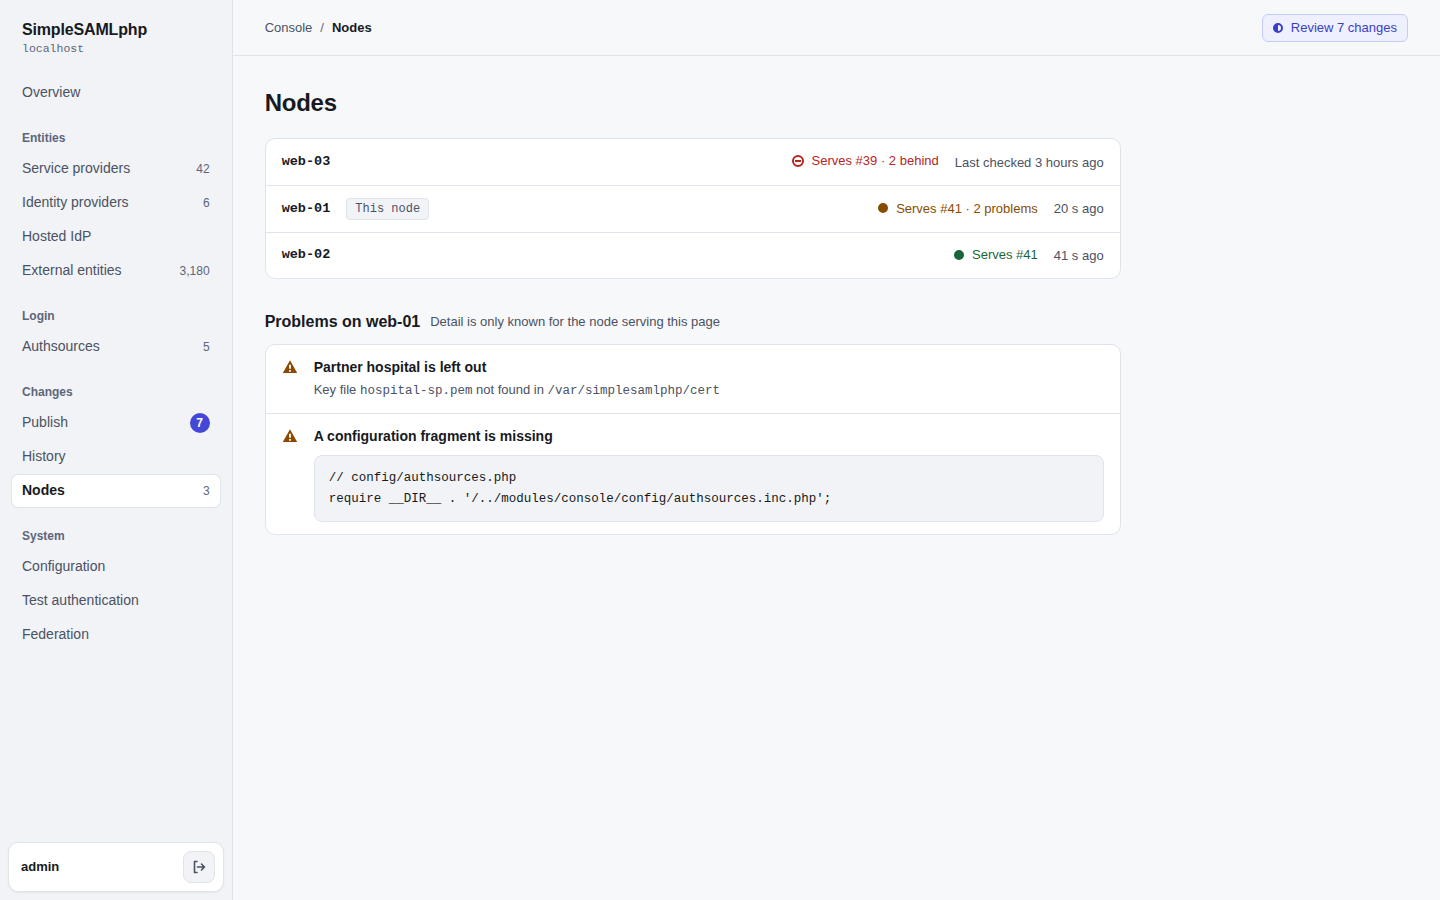 SimpleSAMLphp
localhost
Overview
Entities
Service providers 42
Identity providers 6
Hosted IdP
External entities 3,180
Login
Authsources 5
Changes
Publish 7
History
Nodes 3
System
Configuration
Test authentication
Federation
admin
Console / Nodes
Review 7 changes
Nodes
web-03 Serves #39 · 2 behind Last checked 3 hours ago
web-01 This node Serves #41 · 2 problems 20 s ago
web-02 Serves #41 41 s ago
Problems on web-01 Detail is only known for the node serving this page
Partner hospital is left out
Key file hospital-sp.pem not found in /var/simplesamlphp/cert
A configuration fragment is missing
// config/authsources.php
require __DIR__ . '/../modules/console/config/authsources.inc.php';